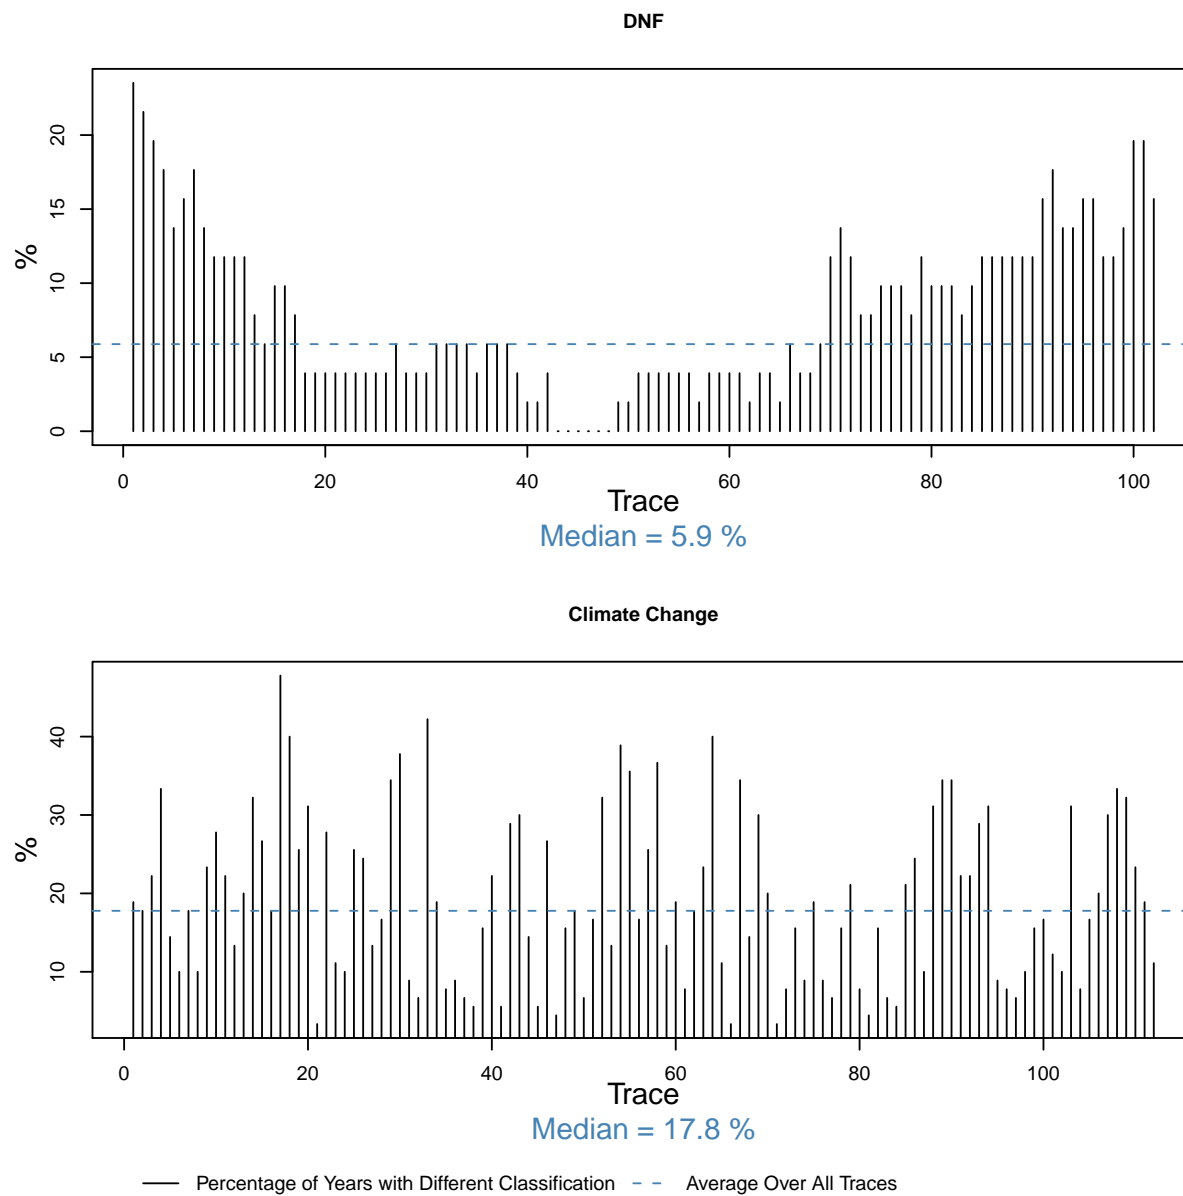 DNF
%
20
15
10
5
0
0 20 40 60 80 100
Trace
Median = 5.9 %
Climate Change
%
40
30
20
10
0 20 40 60 80 100
Trace
Median = 17.8 %
Percentage of Years with Different Classification Average Over All Traces